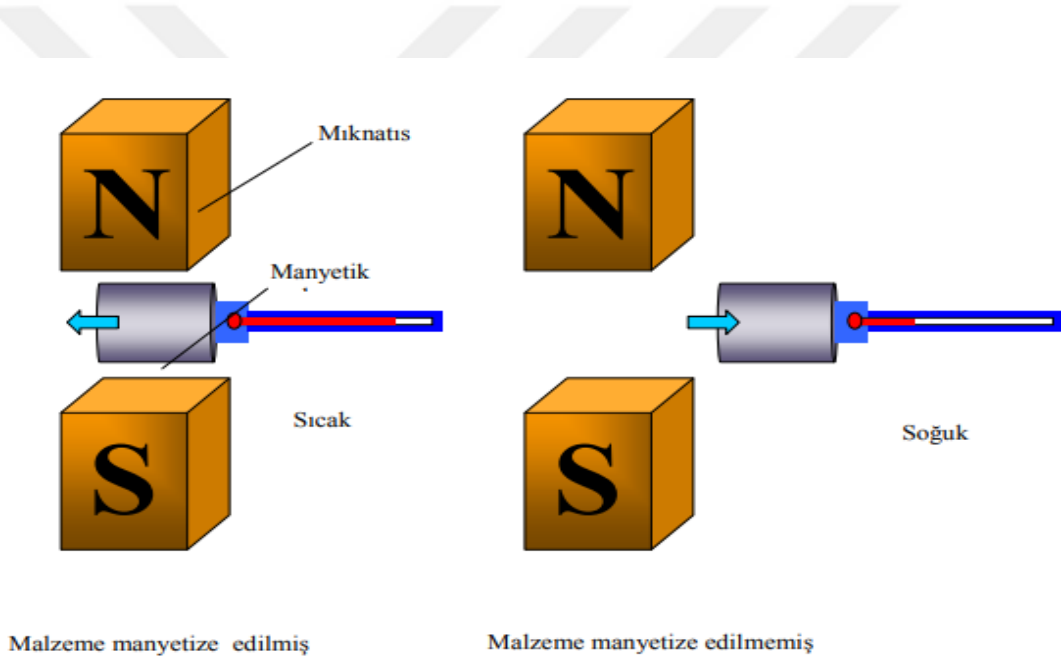 N
Mıknatıs
Manyetik
S
Sıcak
Malzeme manyetize edilmiş
N
S
Soğuk
Malzeme manyetize edilmemiş